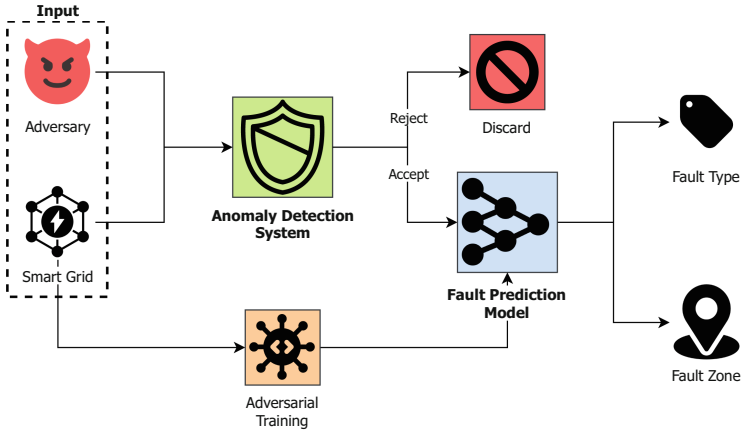 Input
Adversary
Smart Grid
Anomaly Detection
System
Reject
Accept
Discard
Fault Prediction
Model
Adversarial
Training
Fault Type
Fault Zone